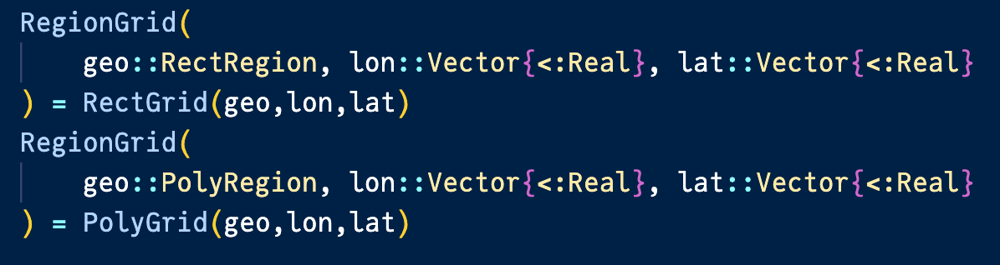 RegionGrid(
    geo::RectRegion, lon::Vector{<:Real}, lat::Vector{<:Real}
) = RectGrid(geo,lon,lat)
RegionGrid(
    geo::PolyRegion, lon::Vector{<:Real}, lat::Vector{<:Real}
) = PolyGrid(geo,lon,lat)